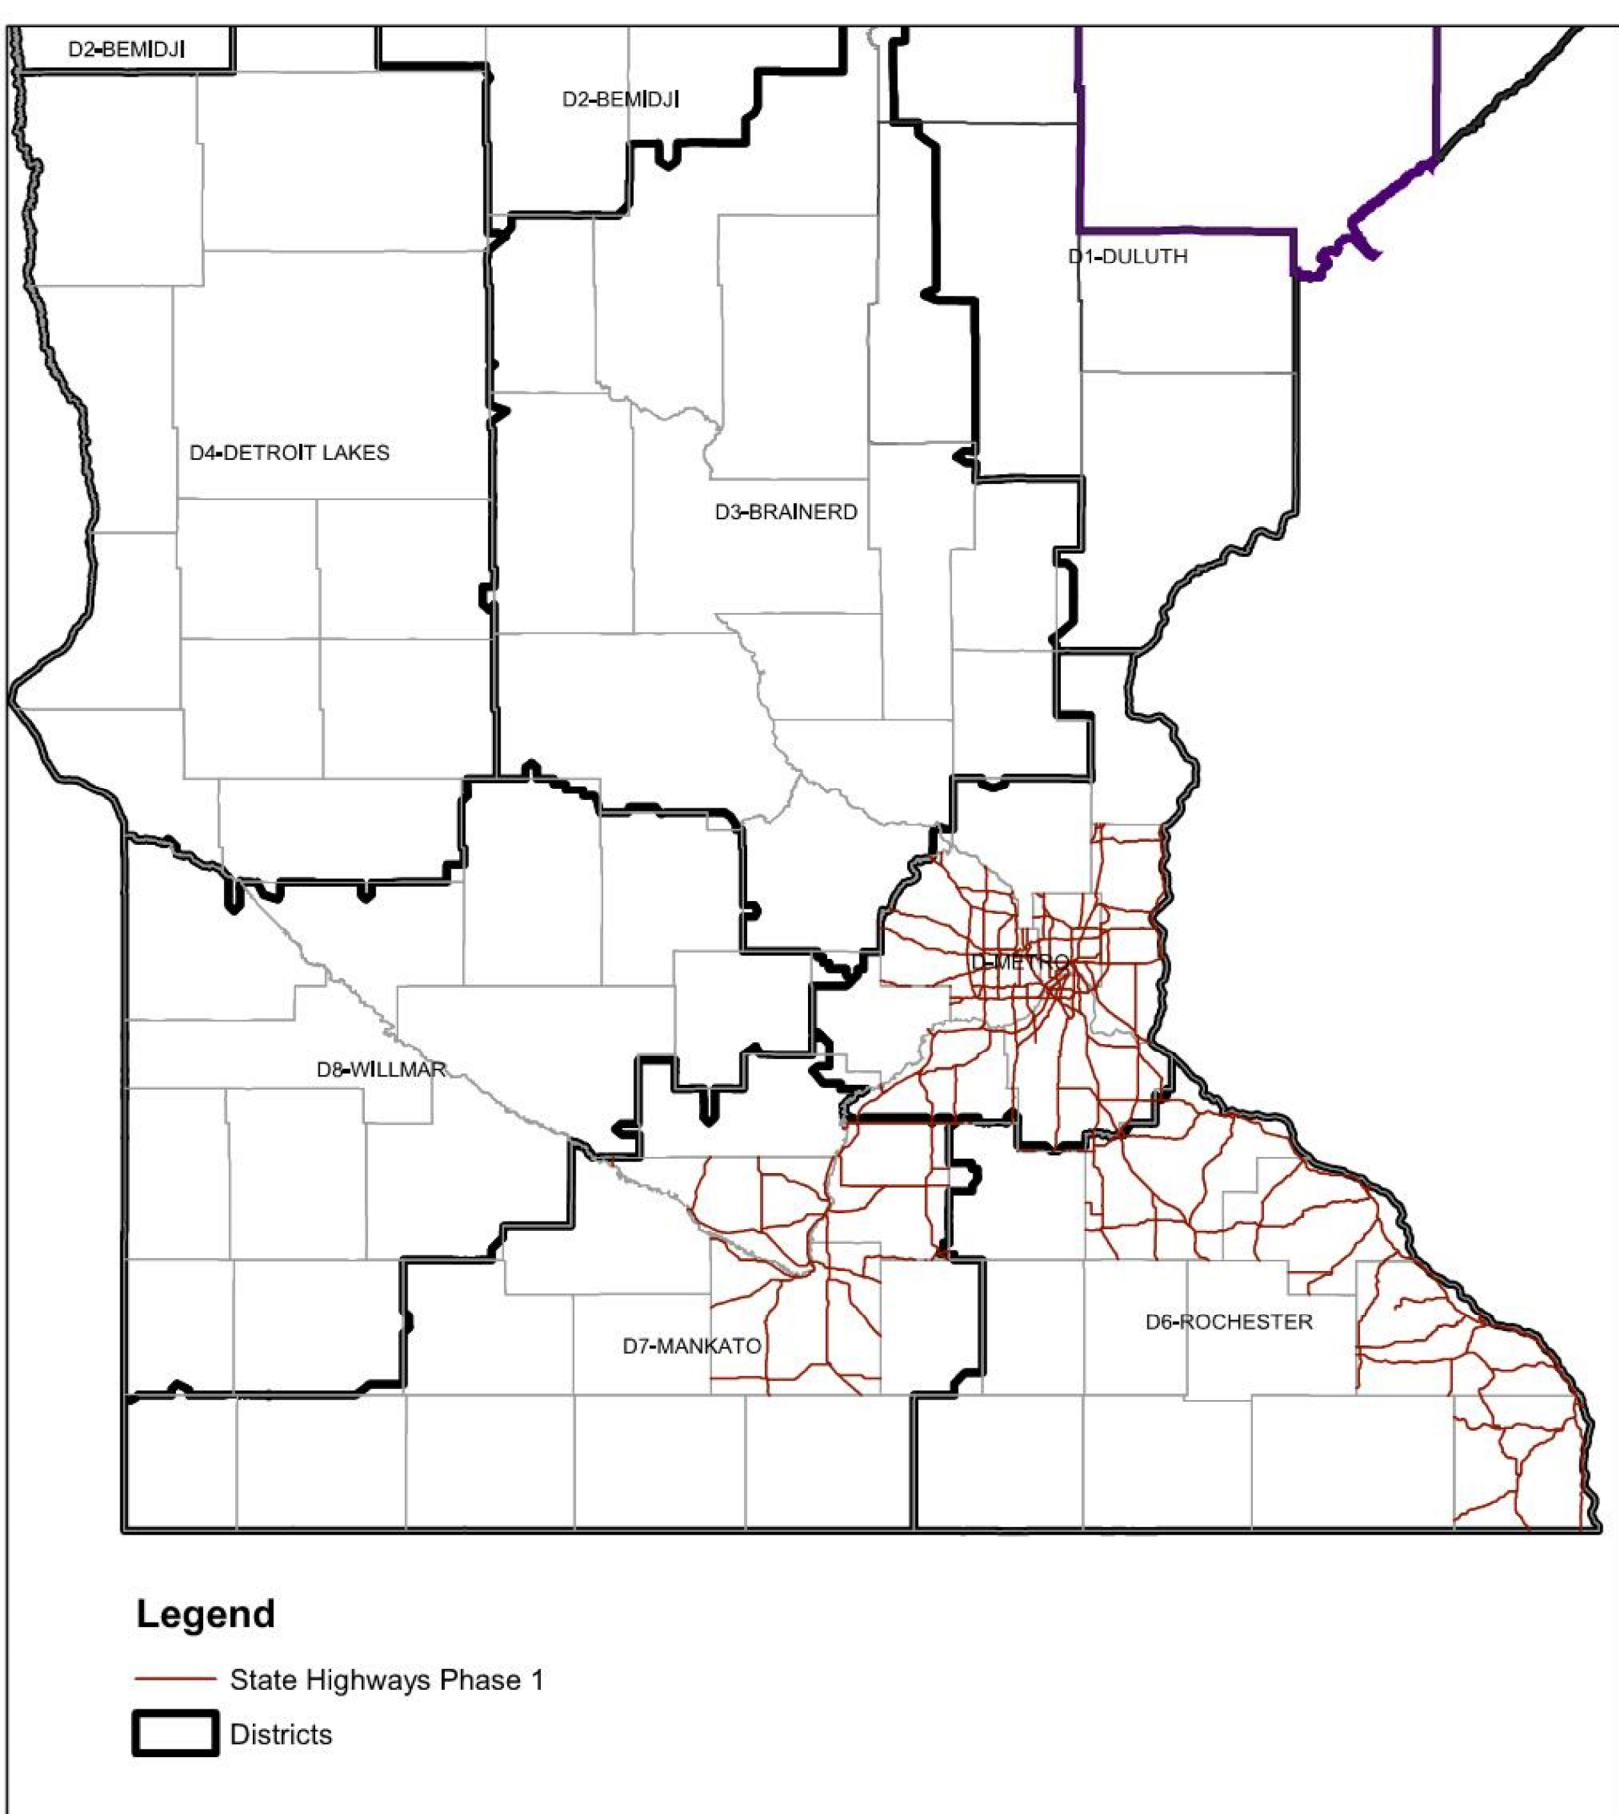 D2-BEMIDJI
D2-BEMIDJI
D1-DULUTH
D4-DETROIT LAKES
D3-BRAINERD
D-METRO
D8-WILLMAR
D6-ROCHESTER
D7-MANKATO
Legend
State Highways Phase 1
Districts